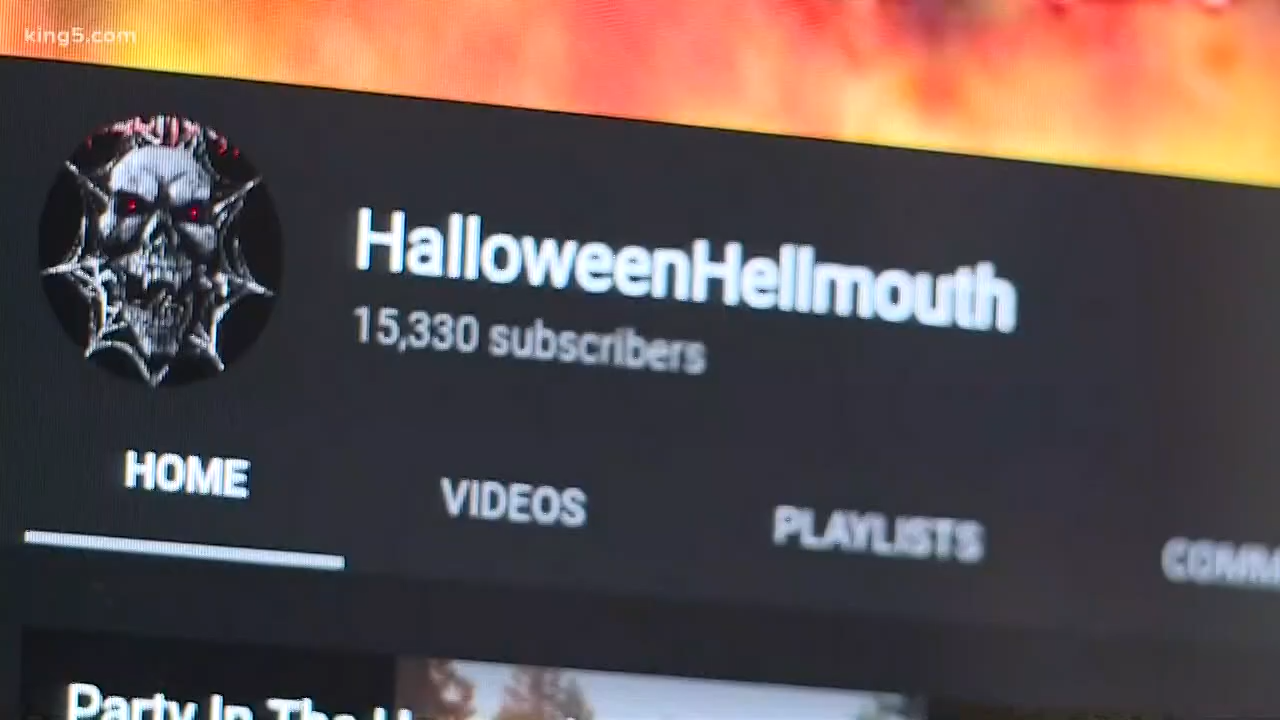 king5.com
HalloweenHellmouth
15,330 subscribers
HOME
VIDEOS
PLAYLISTS
Party In The